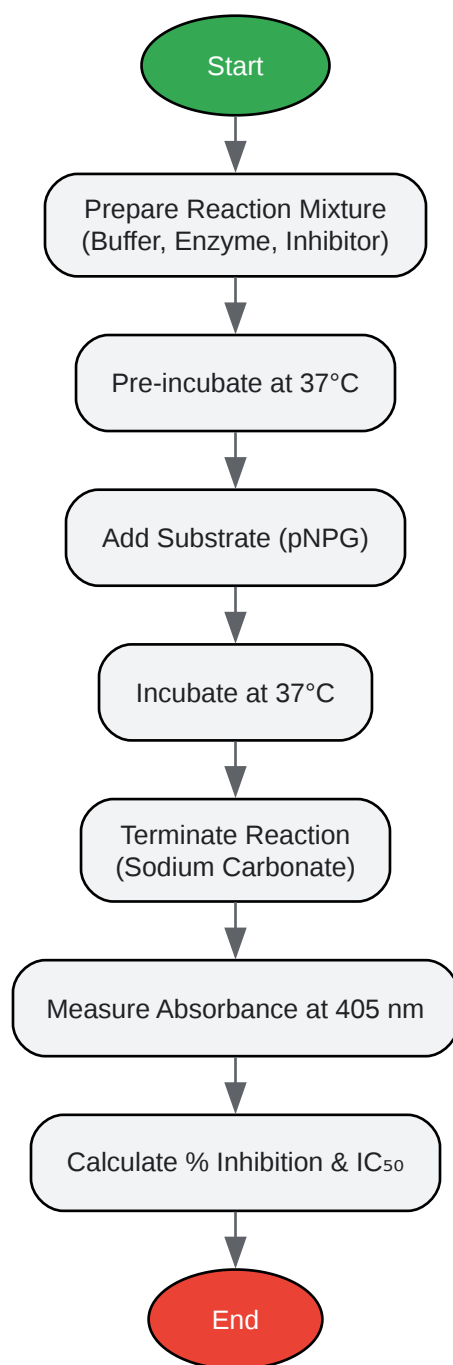 Start
Prepare Reaction Mixture
(Buffer, Enzyme, Inhibitor)
Pre-incubate at 37°C
Add Substrate (pNPG)
Incubate at 37°C
Terminate Reaction
(Sodium Carbonate)
Measure Absorbance at 405 nm
Calculate % Inhibition & IC₅₀
End